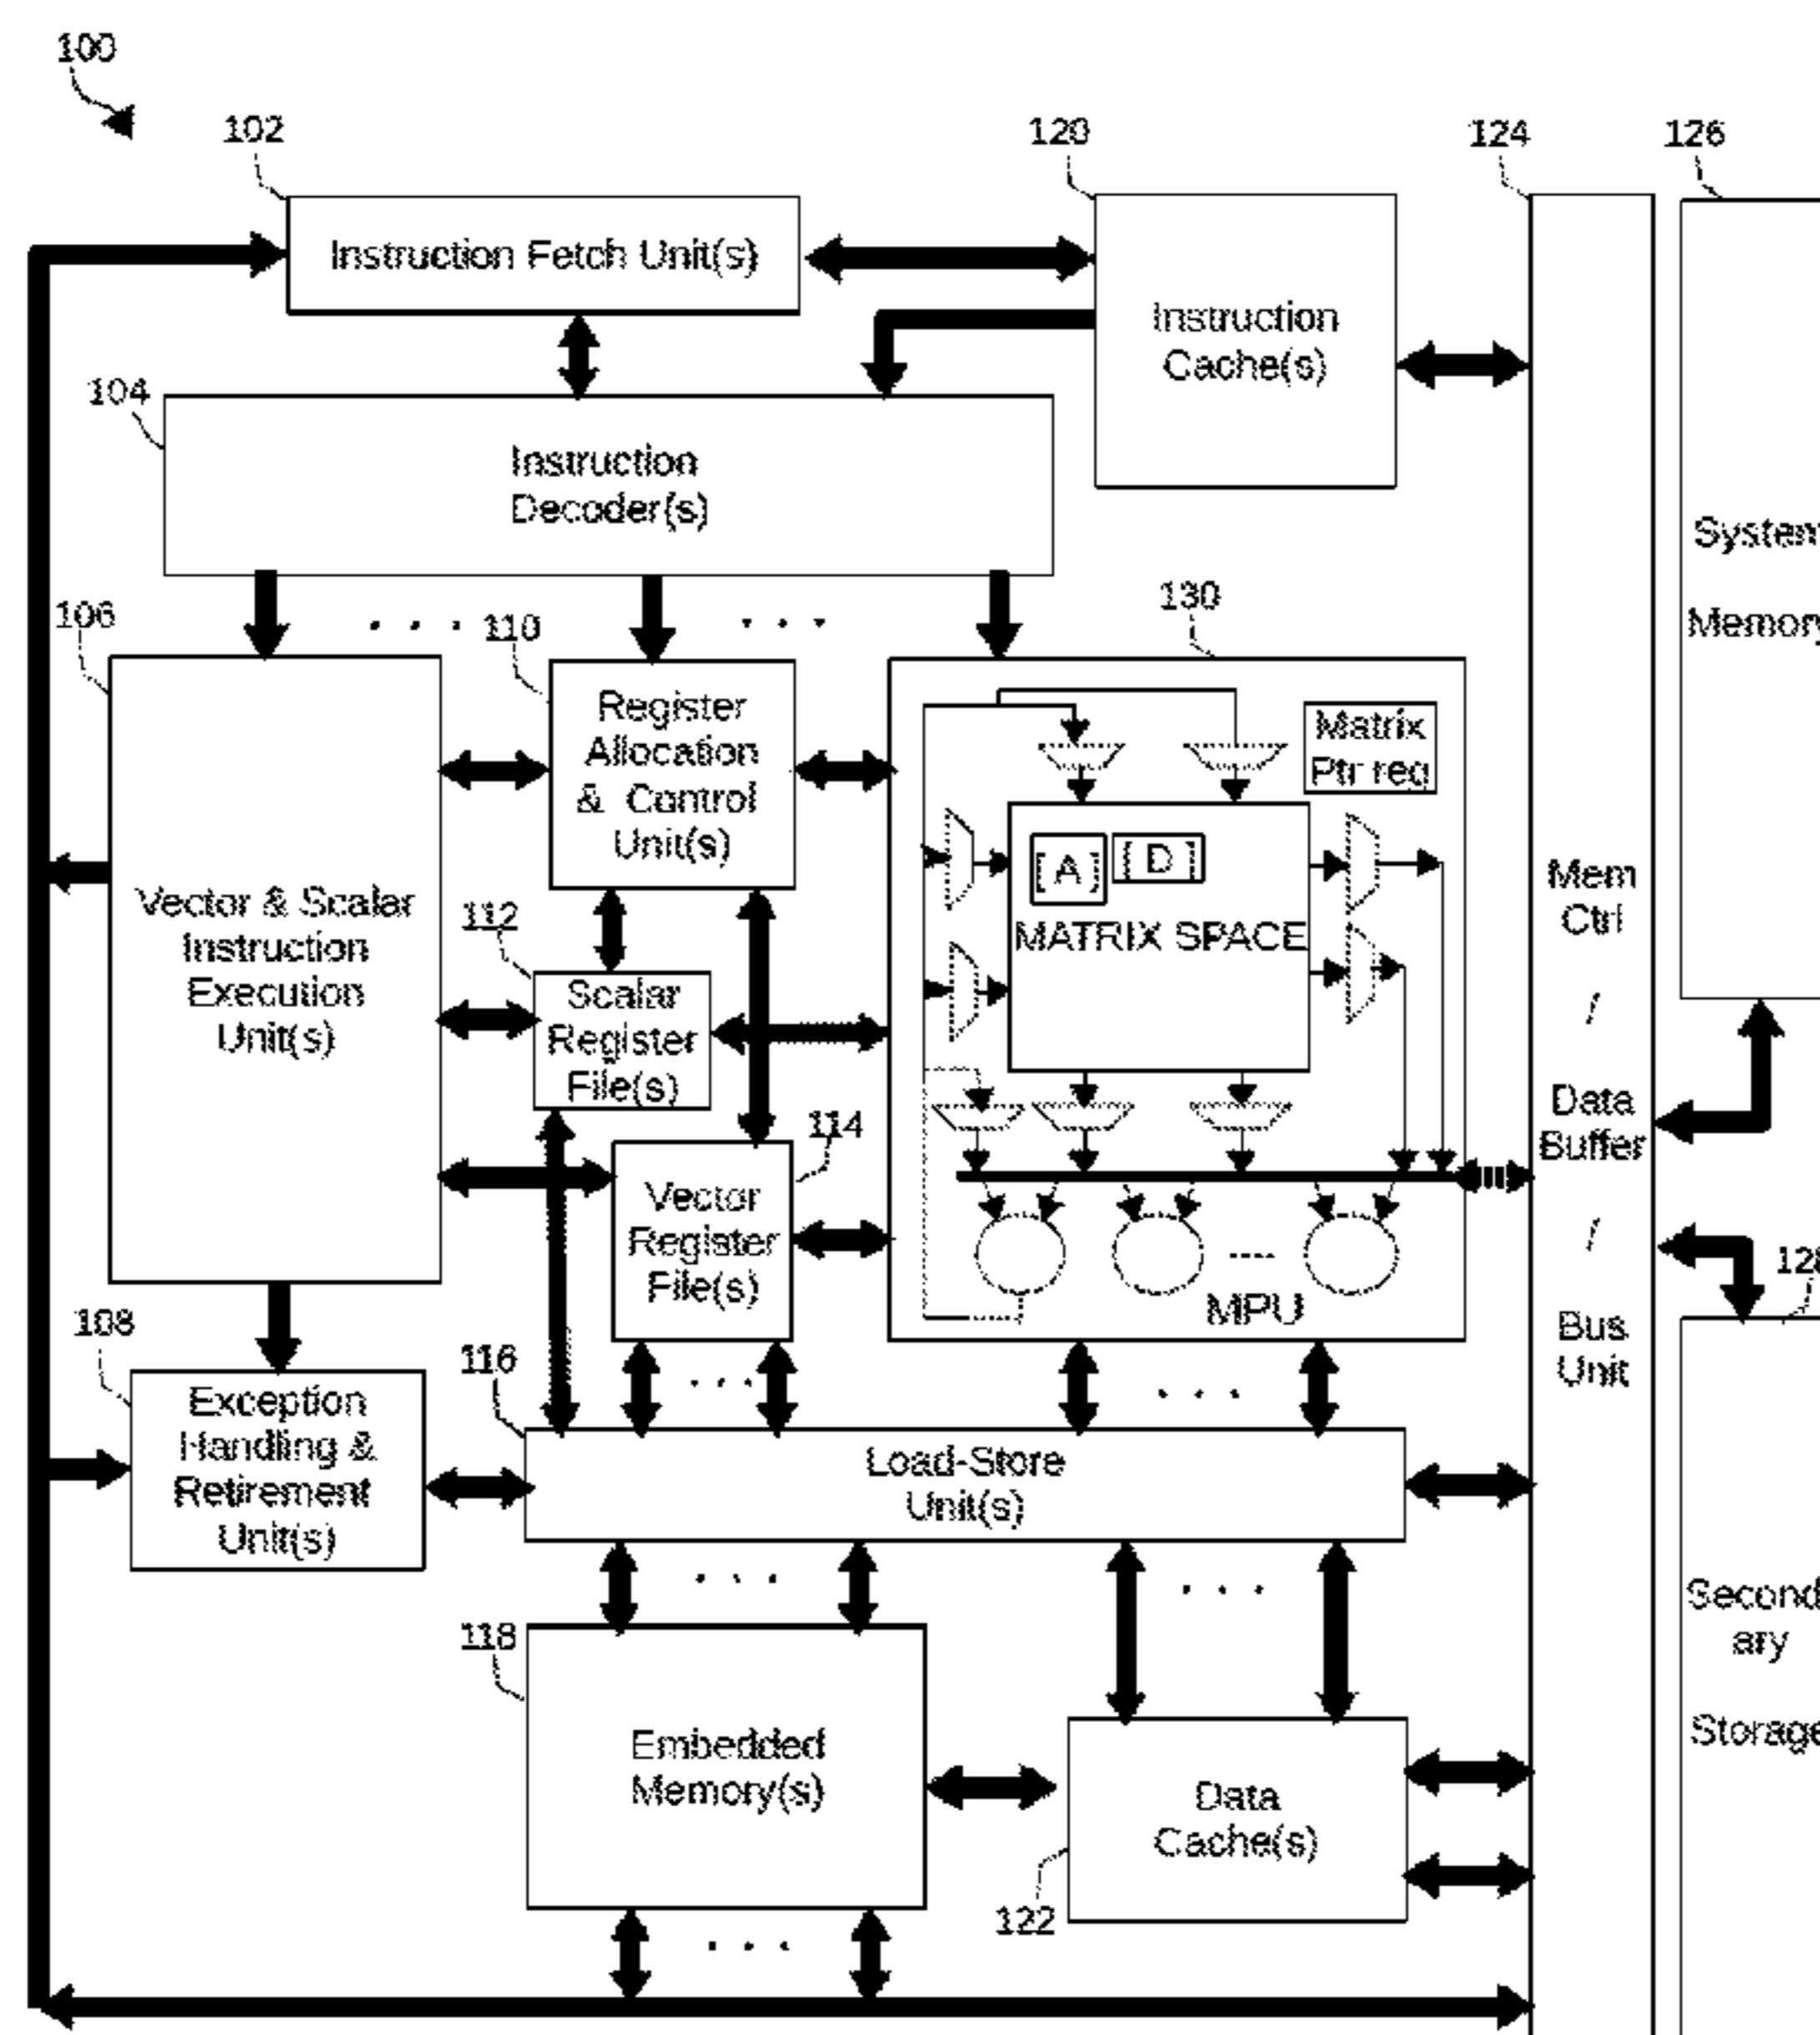 100
102
120
124
126
Instruction Fetch Unit(s)
Instruction
Cache(s)
104
Instruction
Decoder(s)
System
Memory
106
110
130
Register
Allocation
& Control
Unit(s)
Matrix
Ptr reg
[ A ]
[ D ]
MATRIX SPACE
Vector & Scalar
Instruction
Execution
Unit(s)
112
Scalar
Register
File(s)
114
Vector
Register
File(s)
MPU
Mem
Ctrl
/
Data
Buffer
/
Bus
Unit
128
108
Exception
Handling &
Retirement
Unit(s)
116
Load-Store
Unit(s)
Second
ary
Storage
118
Embedded
Memory(s)
Data
Cache(s)
122